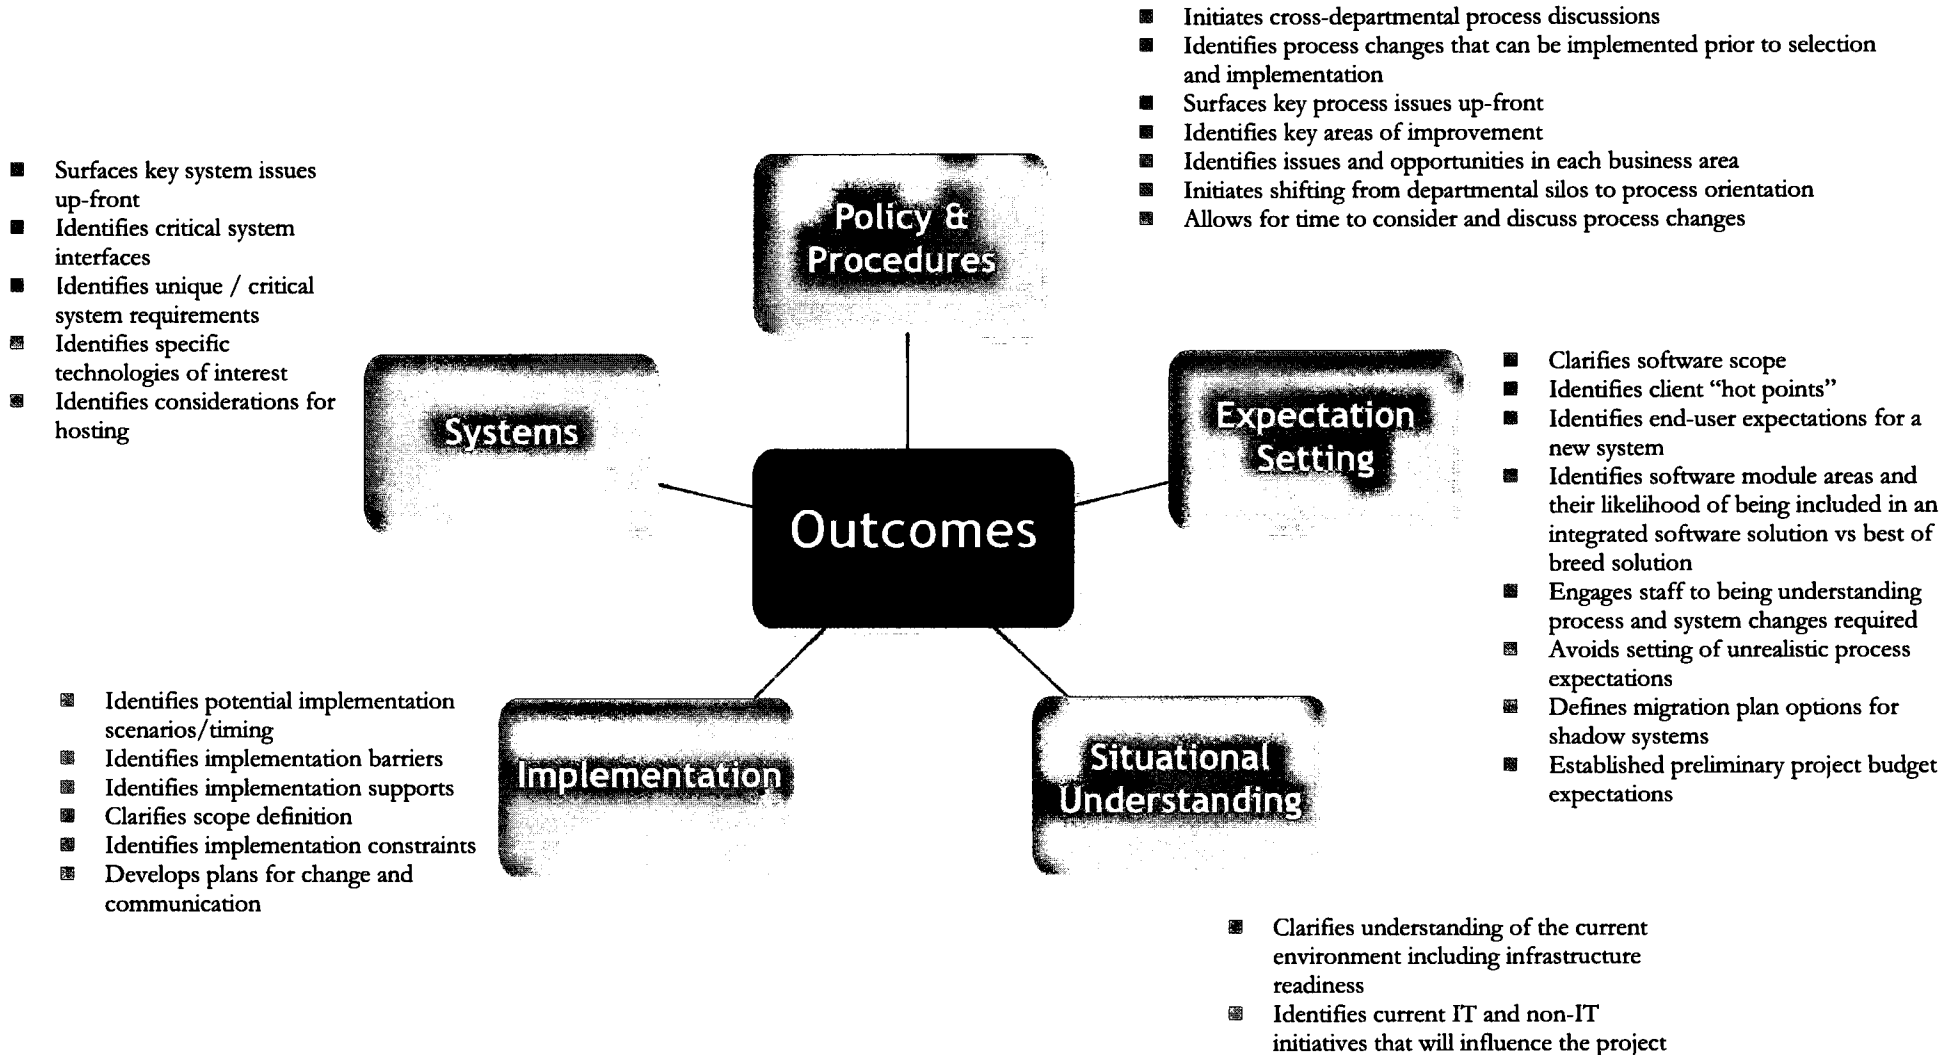 Initiates cross-departmental process discussions
Identifies process changes that can be implemented prior to selection
and implementation
Surfaces key process issues up-front
Identifies key areas of improvement
Identifies issues and opportunities in each business area
Initiates shifting from departmental silos to process orientation
Allows for time to consider and discuss process changes
Surfaces key system issues
up-front
Identifies critical system
interfaces
Identifies unique / critical
system requirements
Identifies specific
technologies of interest
Identifies considerations for
hosting
Policy &
Procedures
Systems
Expectation
Setting
Clarifies software scope
Identifies client “hot points”
Identifies end-user expectations for a
new system
Identifies software module areas and
their likelihood of being included in an
integrated software solution vs best of
breed solution
Engages staff to being understanding
process and system changes required
Avoids setting of unrealistic process
expectations
Defines migration plan options for
shadow systems
Established preliminary project budget
expectations
Outcomes
Identifies potential implementation
scenarios/timing
Identifies implementation barriers
Identifies implementation supports
Clarifies scope definition
Identifies implementation constraints
Develops plans for change and
communication
Implementation
Situational
Understanding
Clarifies understanding of the current
environment including infrastructure
readiness
Identifies current IT and non-IT
initiatives that will influence the project